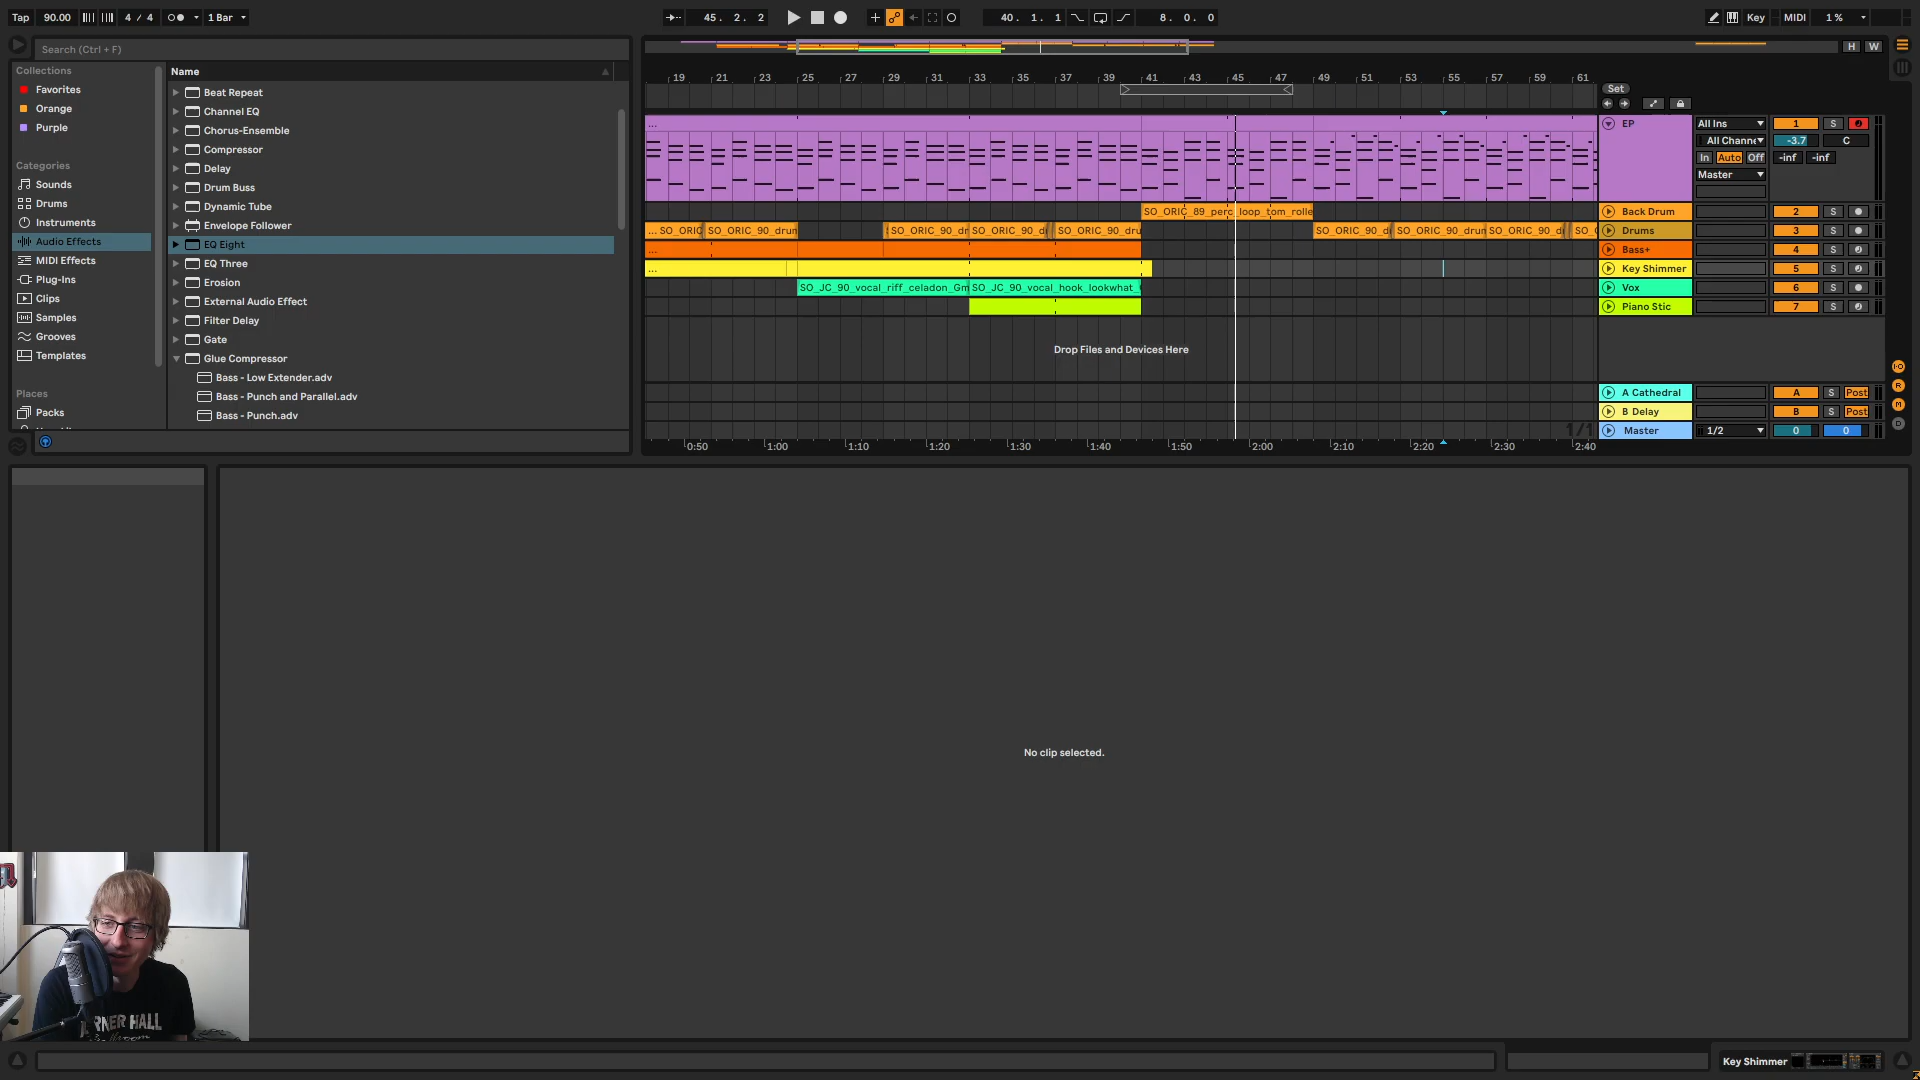 Tap 90.00 4 / 4 1 Bar 45. 2. 2 40. 1. 1 8. 0. 0 Key MIDI 1 %
Search (Ctrl + F)
H W
Collections
Favorites
Orange
Purple
Categories
Sounds
Drums
Instruments
Audio Effects
MIDI Effects
Plug-Ins
Clips
Samples
Grooves
Templates
Places
Packs
Name
Beat Repeat
Channel EQ
Chorus-Ensemble
Compressor
Delay
Drum Buss
Dynamic Tube
Envelope Follower
EQ Eight
EQ Three
Erosion
External Audio Effect
Filter Delay
Gate
Glue Compressor
Bass - Low Extender.adv
Bass - Punch and Parallel.adv
Bass - Punch.adv
19 21 23 25 27 29 31 33 35 37 39 41 43 45 47 49 51 53 55 57 59 61
Set
... EP All Ins 1 S
All Channe -3.7 C
In Auto Off -inf -inf
Master
SO_ORIC_89_perc_loop_tom_rolle Back Drum 2 S
... SO_ORIC SO_ORIC_90_drun SO_ORIC_90_dr SO_ORIC_90_d SO_ORIC_90_dru SO_ORIC_90_d SO_ORIC_90_drun SO_ORIC_90_d SO_O Drums 3 S
... Bass+ 4 S
... Key Shimmer 5 S
SO_JC_90_vocal_riff_celadon_Gm SO_JC_90_vocal_hook_lookwhat_ Vox 6 S
Piano Stic 7 S
Drop Files and Devices Here
A Cathedral A S Post
B Delay B S Post
1/1 Master 1/2 0 0
0:50 1:00 1:10 1:20 1:30 1:40 1:50 2:00 2:10 2:20 2:30 2:40
No clip selected.
RNER HALL
Key Shimmer